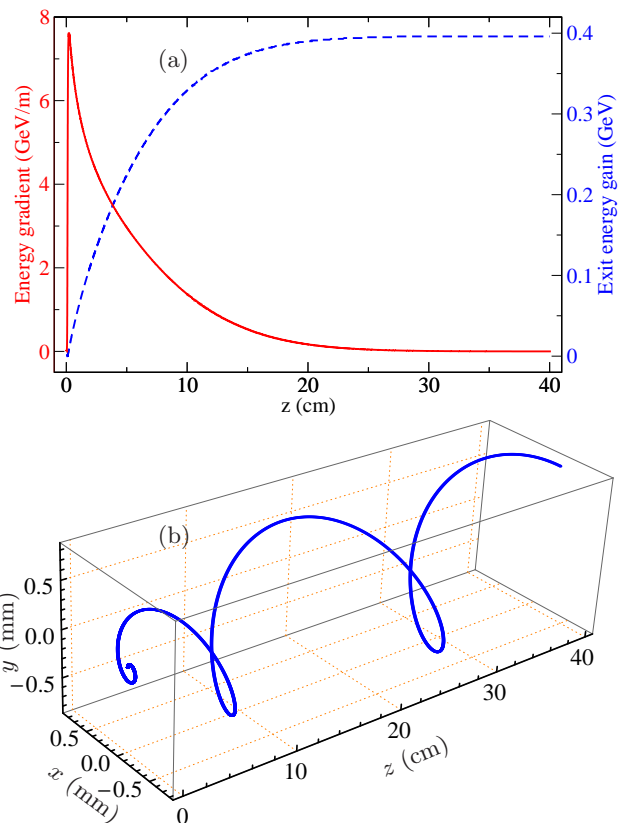 8
6
4
2
0
Energy gradient (GeV/m)
(a)
0.4
0.3
0.2
0.1
0
Exit energy gain (GeV)
0 10 20 30 40
z (cm)
(b)
0.5
0.0
−0.5
y (mm)
0.5
0.0
−0.5
x (mm)
0 10 20 30 40
z (cm)